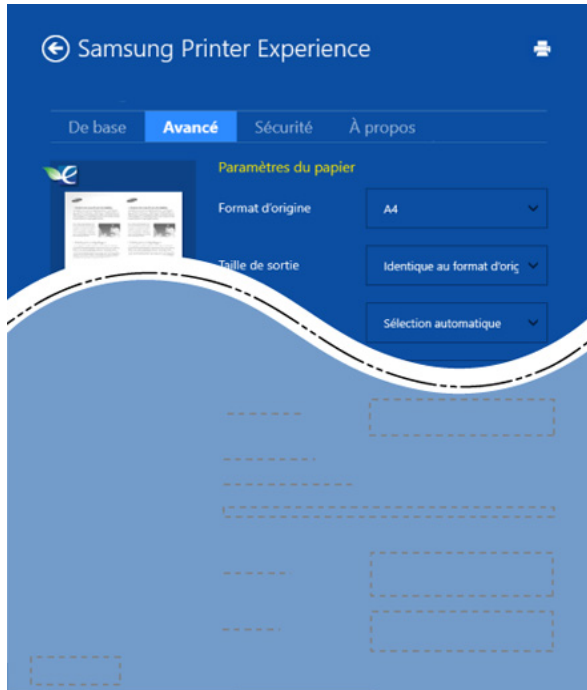 Samsung Printer Experience
De base Avancé Sécurité À propos
Paramètres du papier
Format d'origine A4
Taille de sortie Identique au format d'orig
Sélection automatique